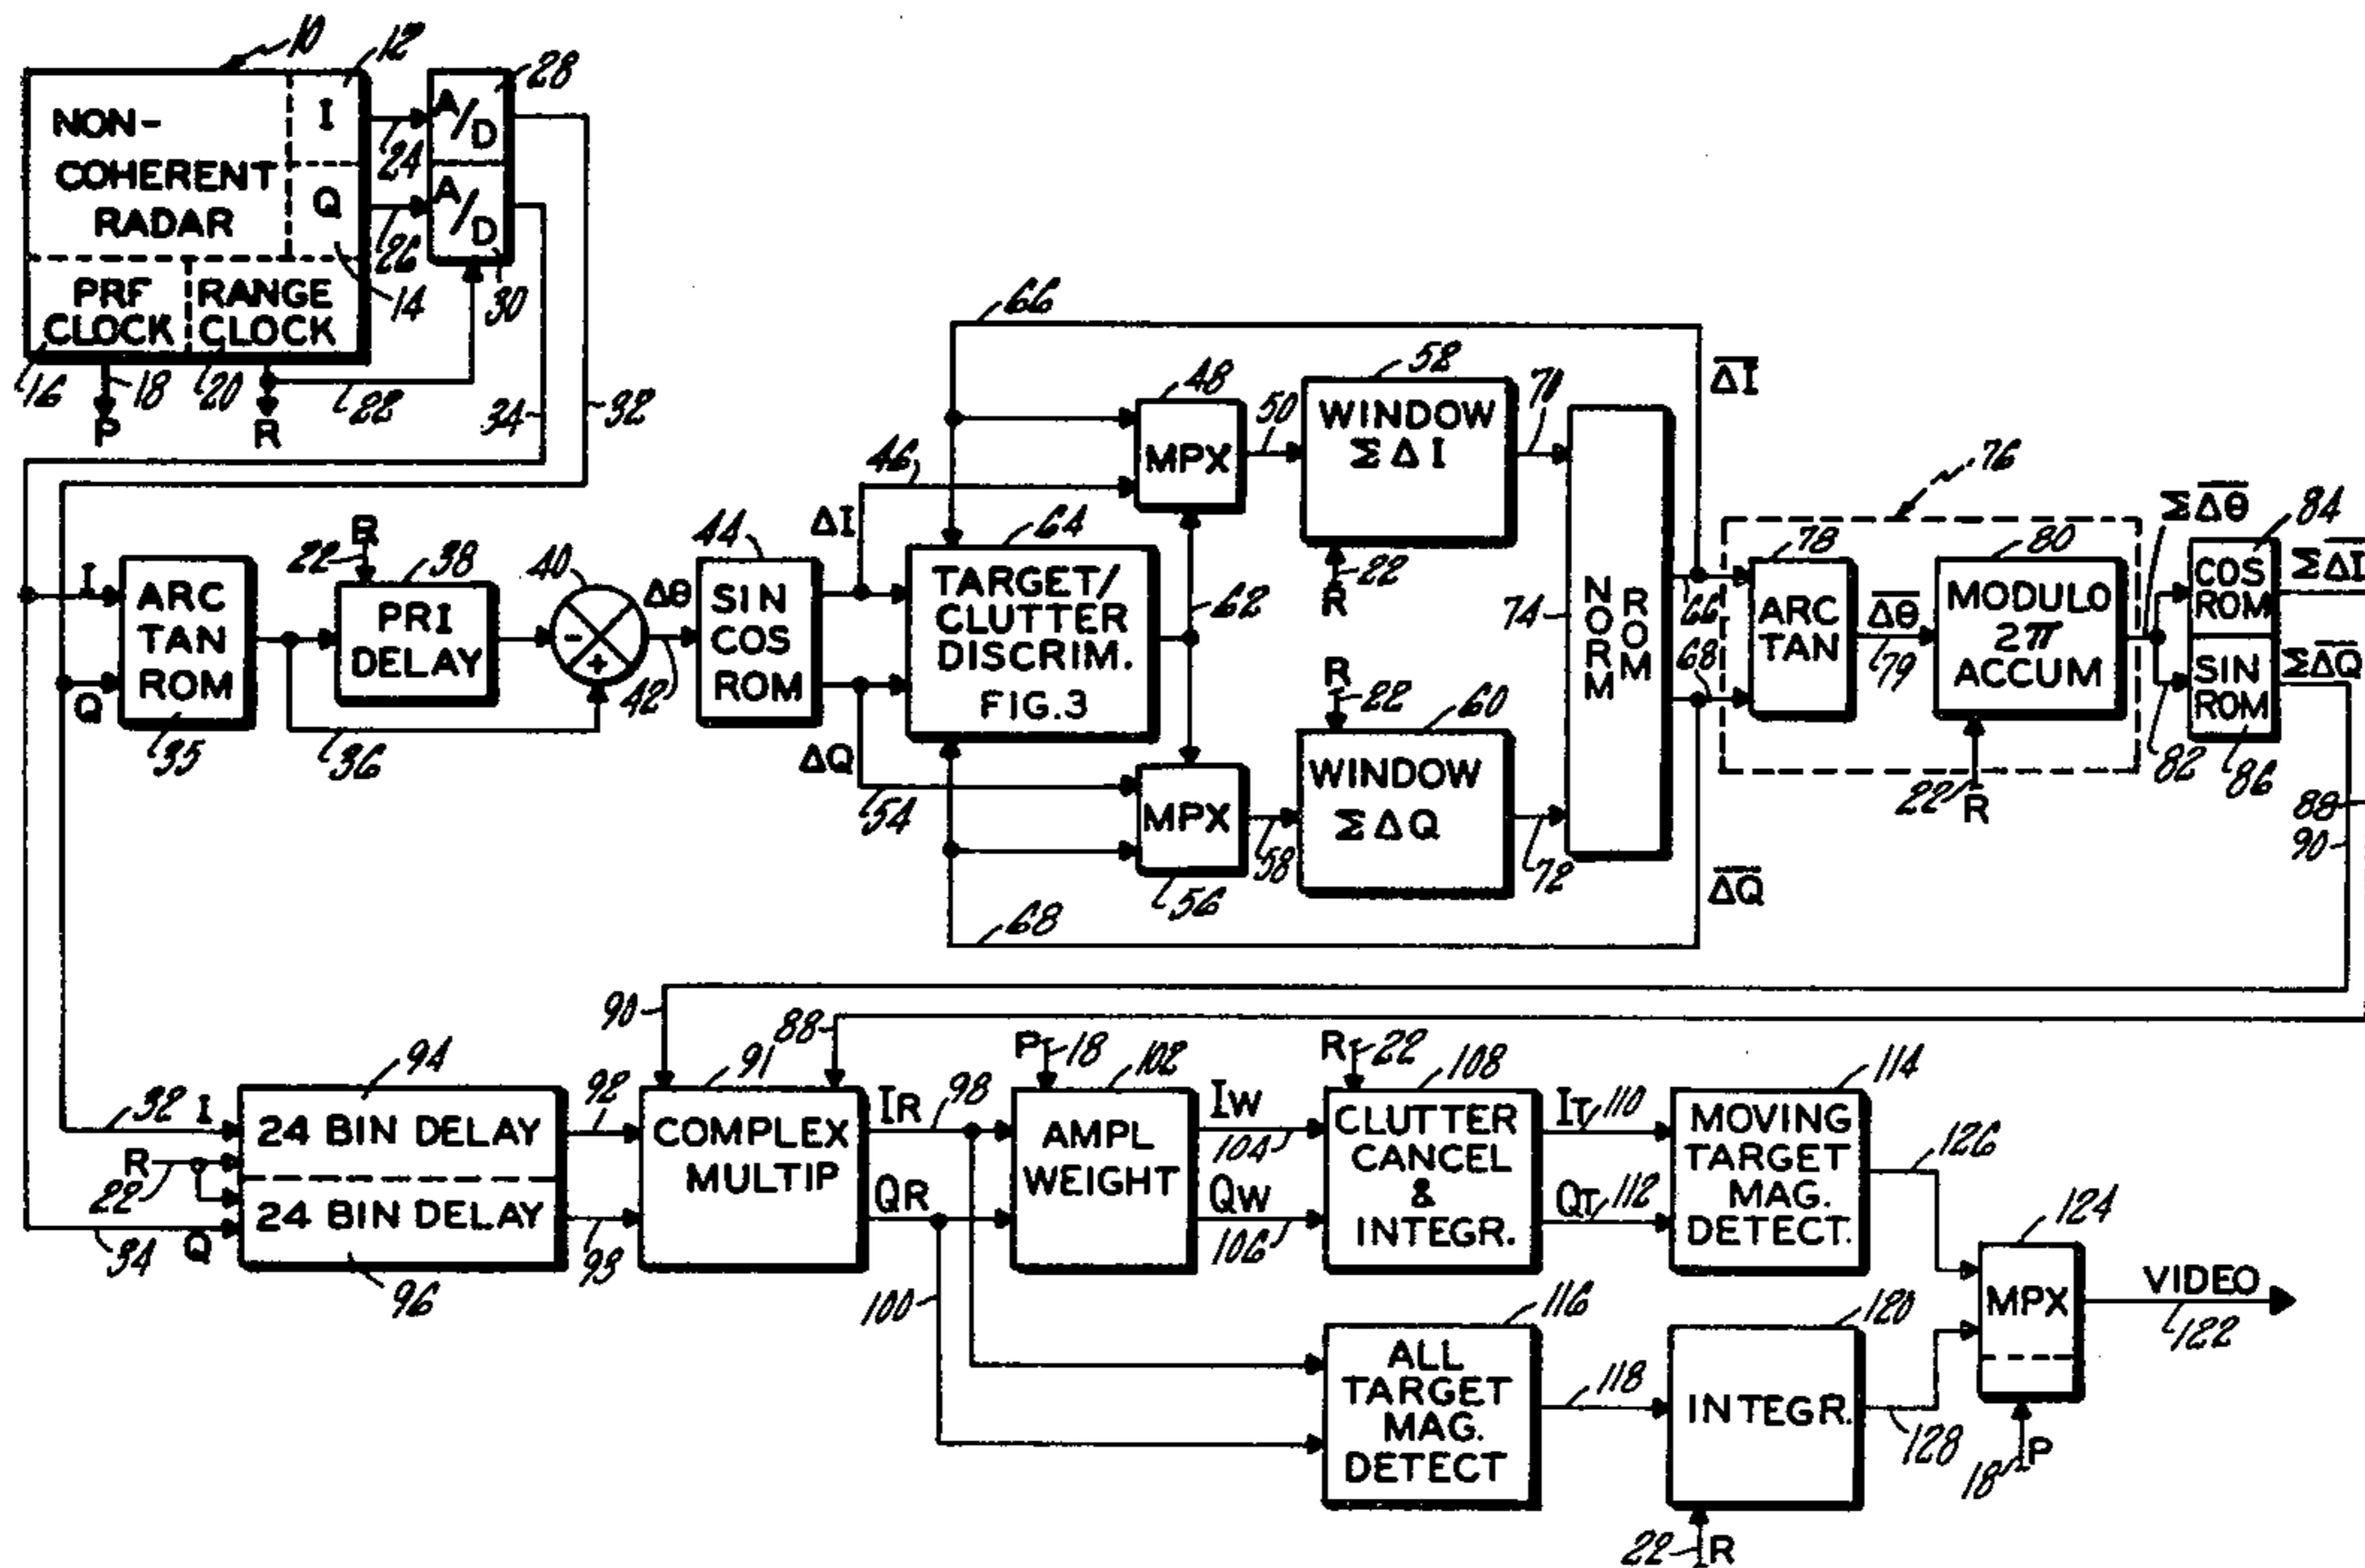 10
12
28
NON-
COHERENT
RADAR
I
Q
A/D
A/D
24
26
14
30
PRF
CLOCK
RANGE
CLOCK
16
18
20
22
P
R
34
32
66
ΔI
48
MPX
50
52
WINDOW
ΣΔI
70
22
R
46
ΔI
I
Q
ARC
TAN
ROM
35
R
22
38
PRI
DELAY
36
40
-
+
Δθ
42
44
SIN
COS
ROM
64
TARGET/
CLUTTER
DISCRIM.
FIG.3
62
ΔQ
54
MPX
56
58
R
22
60
WINDOW
ΣΔQ
72
68
74
NORM
ROM
66
68
ΔQ
76
78
ARC
TAN
Δθ
79
80
MODULO
2π
ACCUM
22
R
ΣΔθ
82
84
COS
ROM
SIN
ROM
86
ΣΔI
ΣΔQ
88
90
90
88
32
I
R
22
34
Q
94
24 BIN DELAY
24 BIN DELAY
96
92
93
91
COMPLEX
MULTIP
IR
98
QR
100
P
18
102
AMPL
WEIGHT
IW
104
QW
106
R
22
108
CLUTTER
CANCEL
&
INTEGR.
IT
110
QT
112
114
MOVING
TARGET
MAG.
DETECT.
126
116
ALL
TARGET
MAG.
DETECT
118
120
INTEGR.
22
R
128
124
MPX
18
P
VIDEO
122